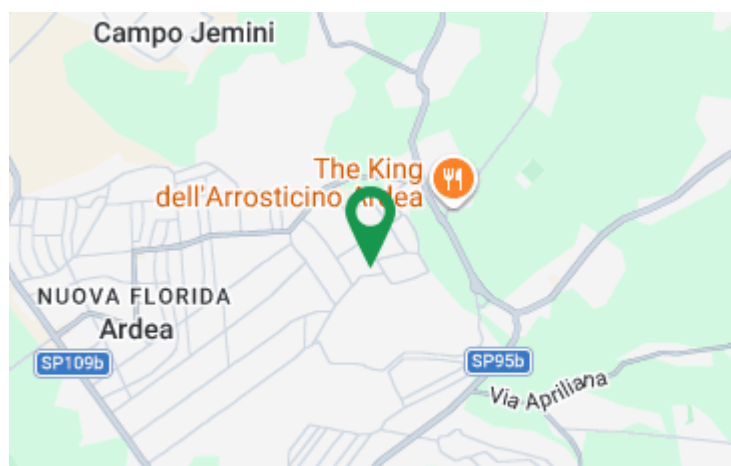 Campo Jemini
The King
dell'Arrosticino Ardea
NUOVA FLORIDA
Ardea
SP109b
SP95b
Via Apriliana